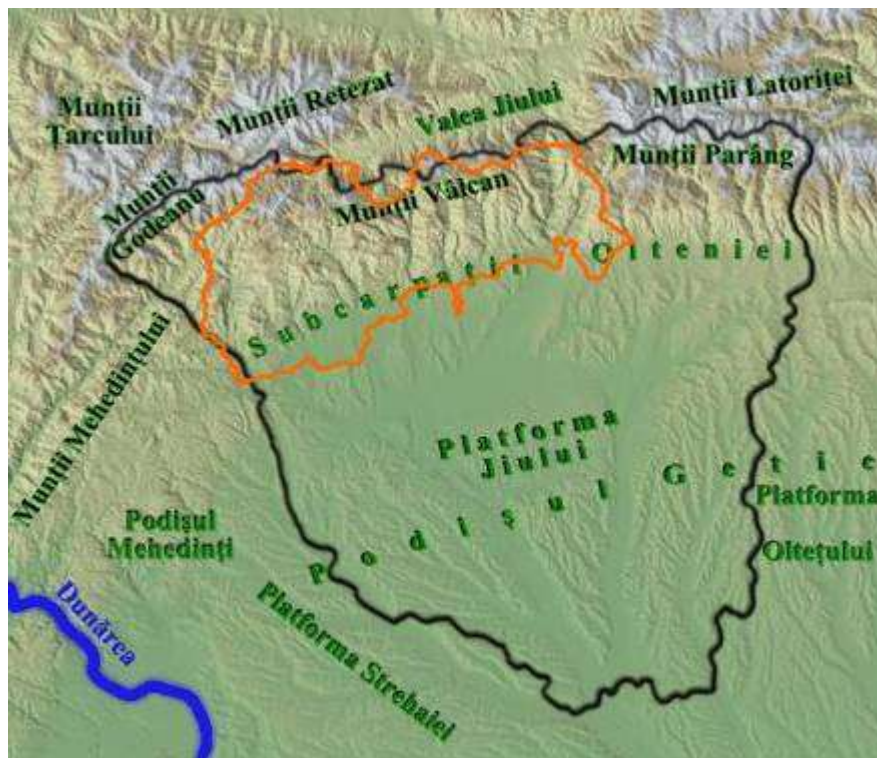 Munții
Țarcului
Munții Retezat
Valea Jiului
Munții Latoriței
Munții Parâng
Munții
Godeanu
Munții Vâlcan
Subcarpații Olteniei
Munții Mehedințului
Platforma
Jiului
Podișul Getic
Platforma
Oltețului
Podișul
Mehedinți
Dunărea
Platforma Strehaiei